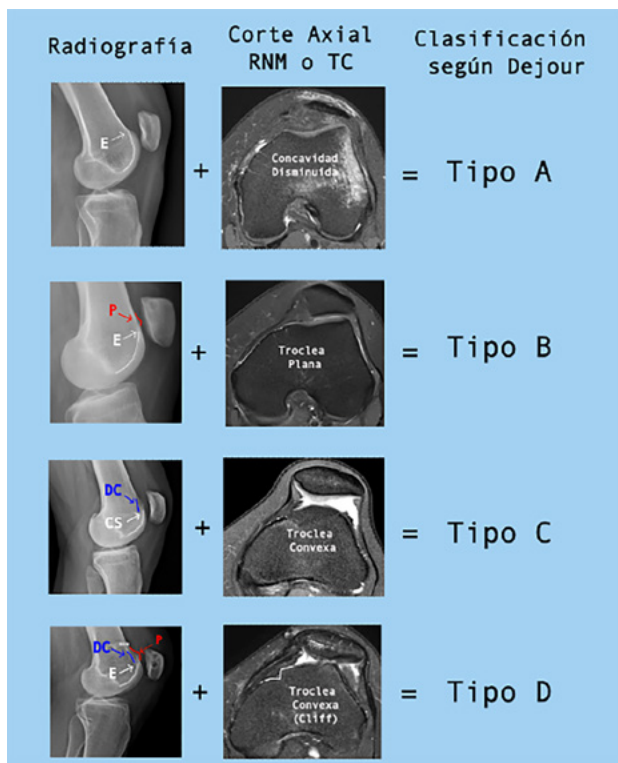 Radiografía
Corte Axial
RNM o TC
Clasificación
según Dejour
E
+
Concavidad
Disminuida
= Tipo A
P
E
+
Troclea
Plana
= Tipo B
DC
CS
+
Troclea
Convexa
= Tipo C
DC
P
E
+
Troclea
Convexa
(Cliff)
= Tipo D